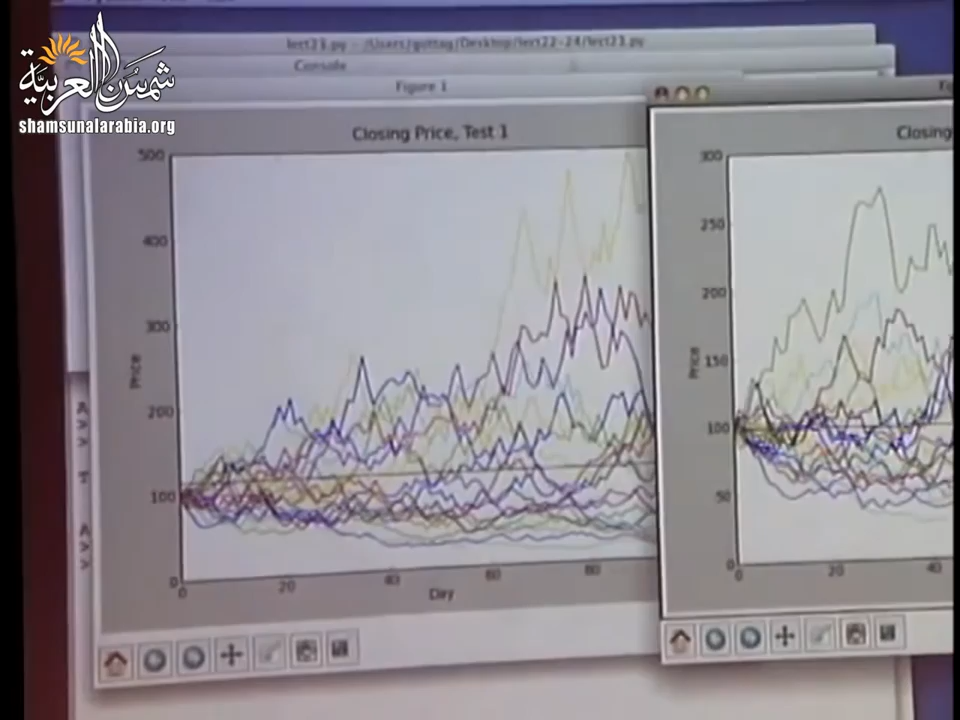 شمس العربية
shamsunalarabia.org
lect23.py - /Users/guttag/Desktop/lect22-24/lect23.py
Console
Figure 1
Closing Price, Test 1
500
400
300
200
100
0
0 20 40 60 80
Price
Day
Closing
300
250
200
150
100
50
0
0 20 40
Price